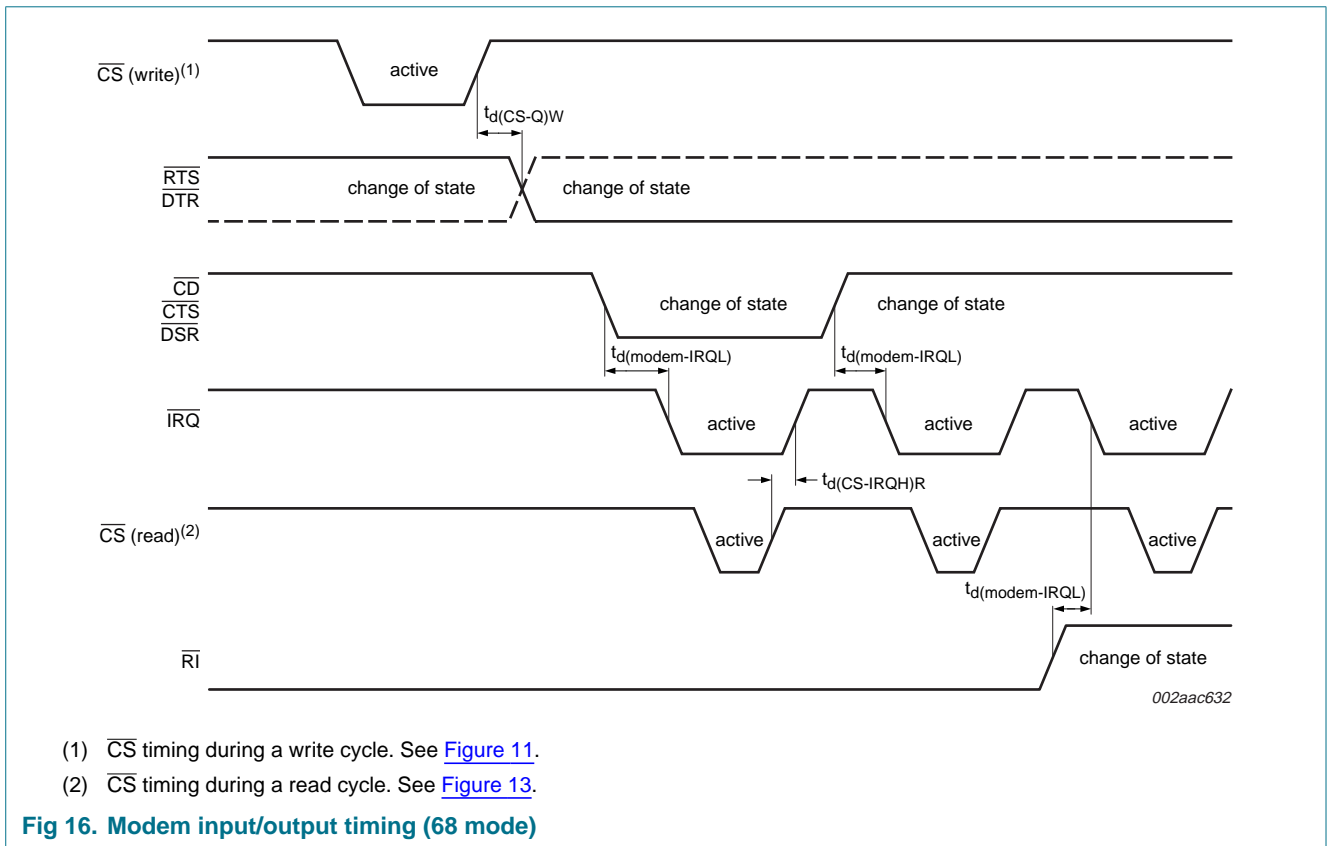 CS (write)(1)
active
td(CS-Q)W
RTS
DTR
change of state
change of state
CD
CTS
DSR
change of state
change of state
td(modem-IRQL)
td(modem-IRQL)
IRQ
active
active
active
td(CS-IRQH)R
CS (read)(2)
active
active
active
td(modem-IRQL)
RI
change of state
002aac632
(1) CS timing during a write cycle. See Figure 11.
(2) CS timing during a read cycle. See Figure 13.
Fig 16. Modem input/output timing (68 mode)